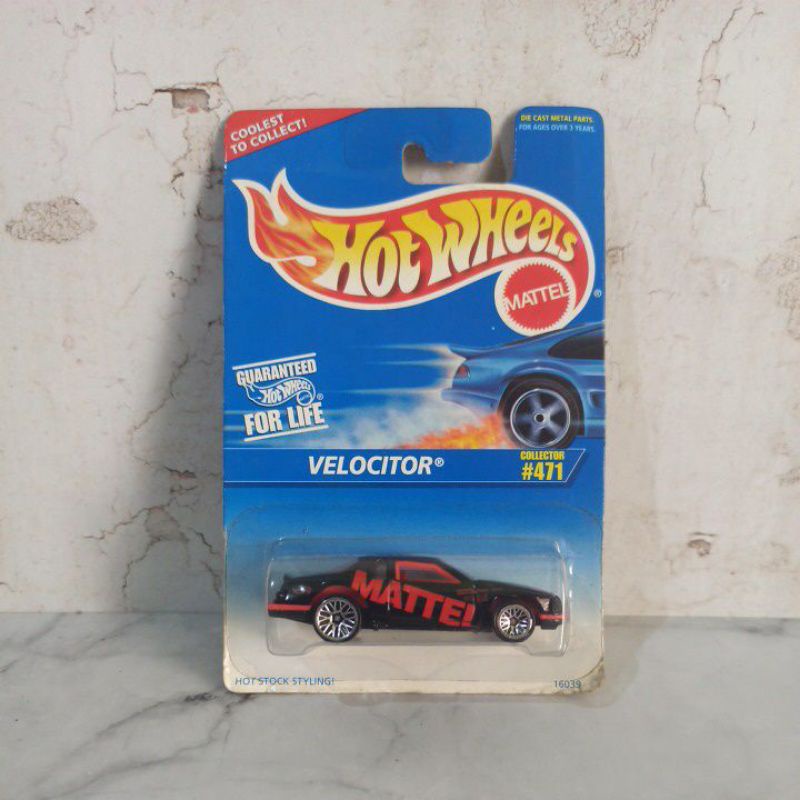 COOLEST
TO COLLECT!
DIE CAST METAL PARTS.
FOR AGES OVER 3 YEARS.
HOT WHEELS
MATTEL
®
GUARANTEED
Hot Wheels ®
FOR LIFE
VELOCITOR®
COLLECTOR
#471
MATTEL
HOT STOCK STYLING!
16039